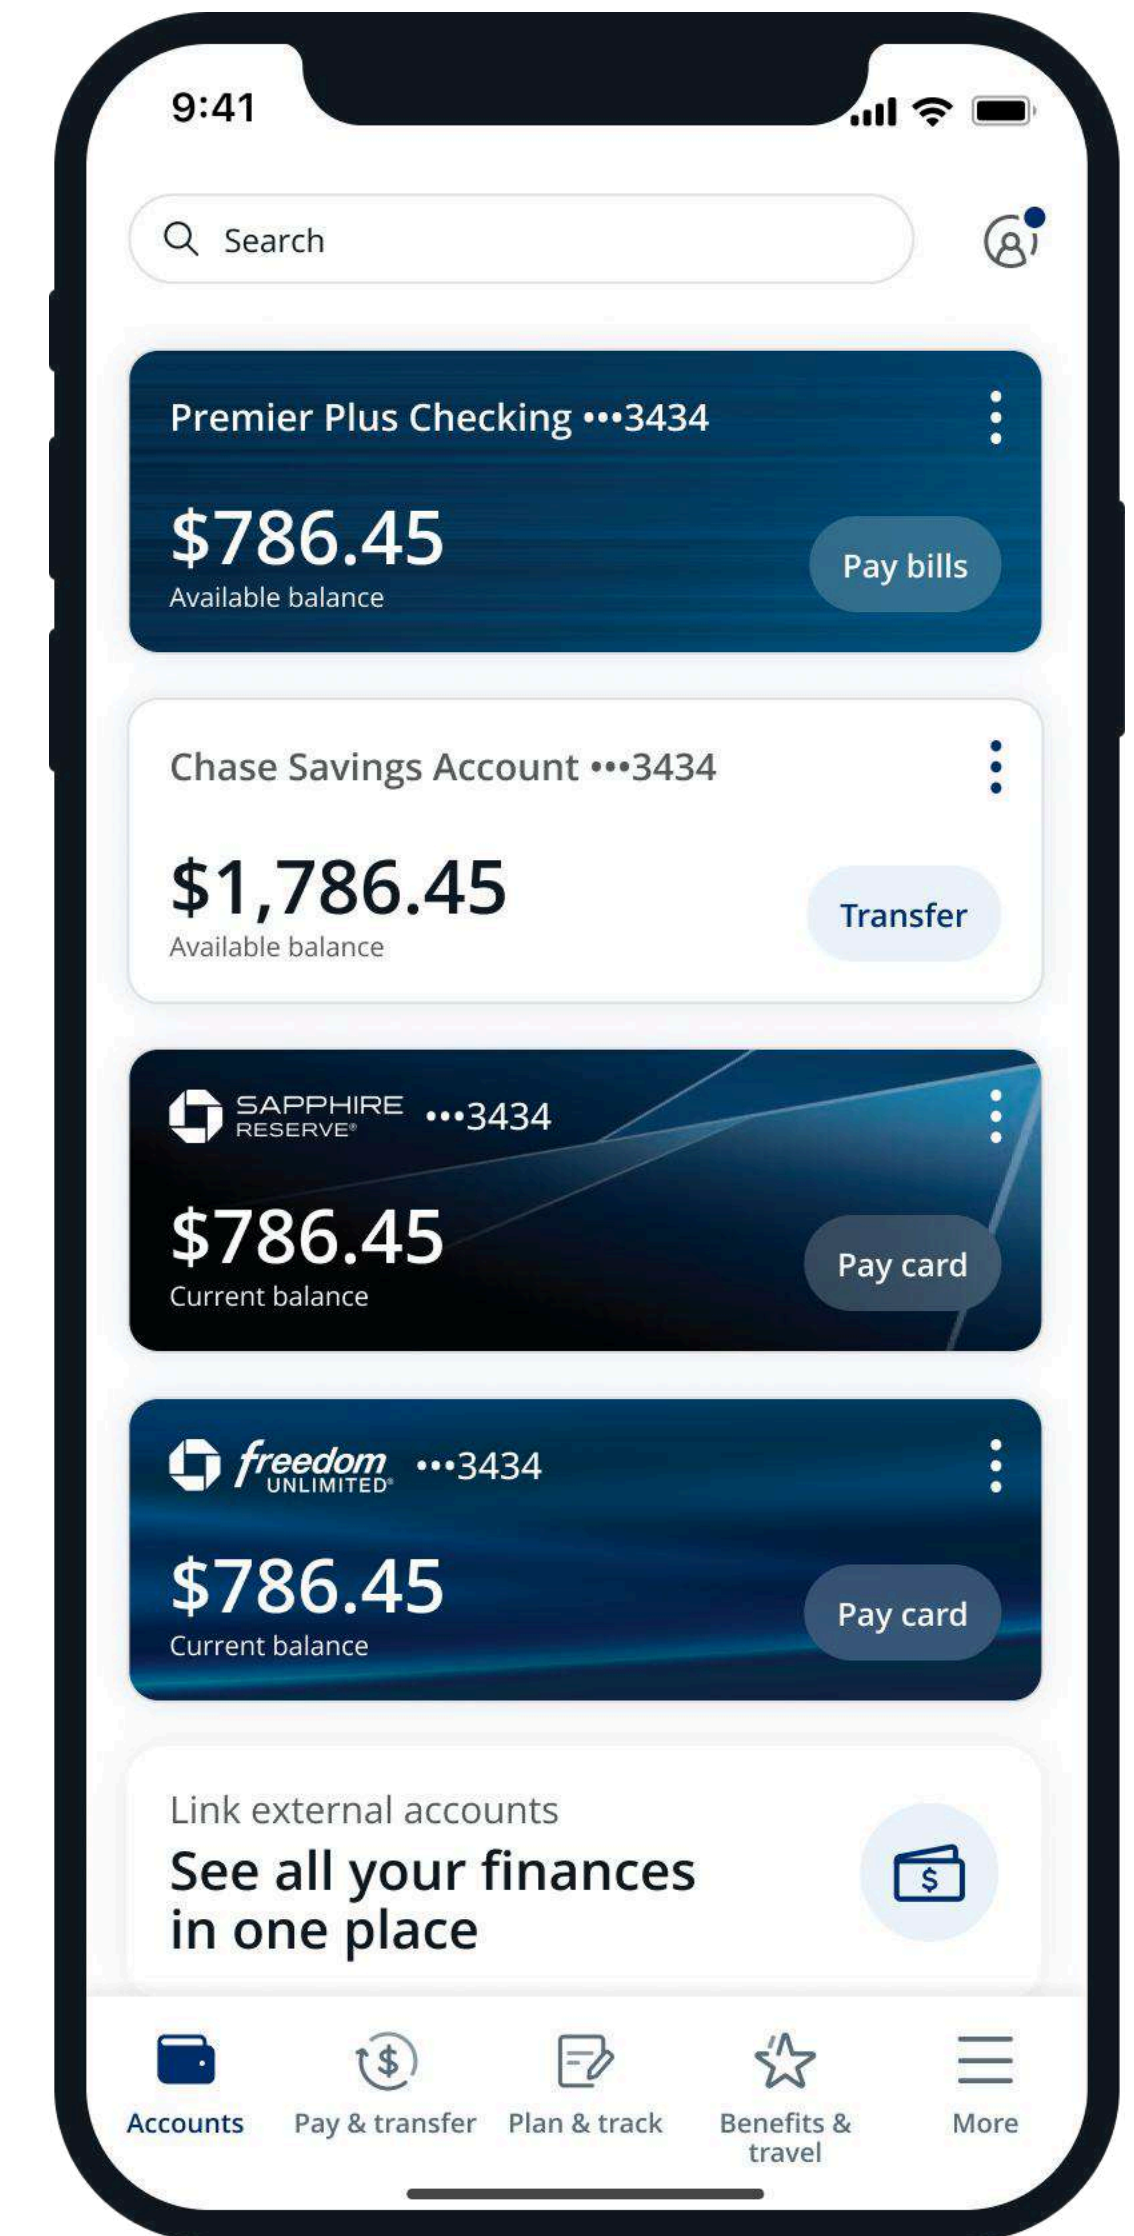 9:41
Search
Premier Plus Checking •••3434
$786.45
Available balance
Pay bills
Chase Savings Account •••3434
$1,786.45
Available balance
Transfer
SAPPHIRE
RESERVE®
•••3434
$786.45
Current balance
Pay card
freedom
UNLIMITED®
•••3434
$786.45
Current balance
Pay card
Link external accounts
See all your finances
in one place
$
$
Accounts
Pay & transfer
Plan & track
Benefits &
travel
More